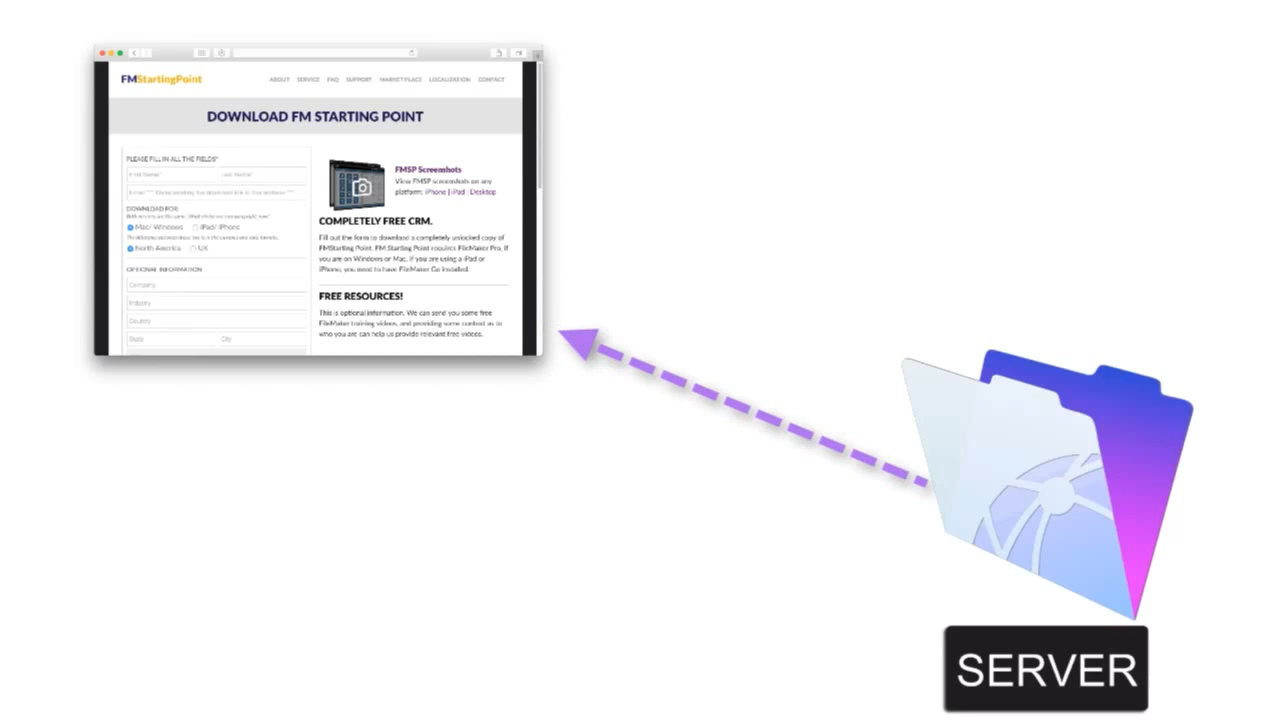 FMStartingPoint
ABOUT SERVICE FAQ SUPPORT MARKETPLACE LOCALIZATION CONTACT
DOWNLOAD FM STARTING POINT
PLEASE FILL IN ALL THE FIELDS*
First Name* Last Name*
DOWNLOAD FOR:
Mac/ Windows iPad/ iPhone
North America UK
OPTIONAL INFORMATION
Company
Industry
Country
State City
FMSP Screenshots
View FMSP screenshots on any
platform: iPhone | iPad | Desktop
COMPLETELY FREE CRM.
Fill out the form to download a completely unlocked copy of
FMStarting Point. FM Starting Point requires FileMaker Pro, if
you are on Windows or Mac. If you are using a iPad or
iPhone, you need to have FileMaker Go installed.
FREE RESOURCES!
This is optional information. We can send you some free
FileMaker training videos, and providing some context as to
who you are can help us provide relevant free videos.
SERVER